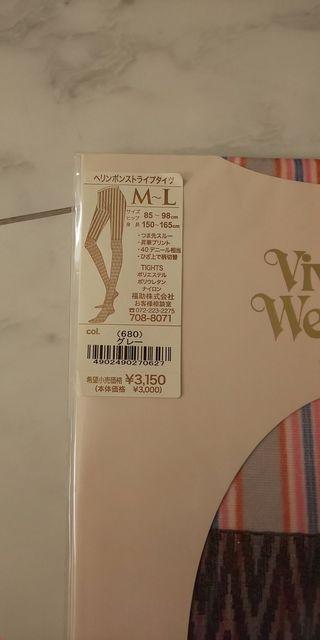 ヘリンボンストライプタイツ
M~L
サイズ
ヒップ 85~98cm
身長 150~165cm
・つま先スルー
・昇華プリント
・40デニール相当
・ひざ上で柄切替
TIGHTS
ポリエステル
ポリウレタン
ナイロン
福助株式会社
お客様相談室
☎072-223-2275
708-8071
col. (680)
グレー
4902490270627
希望小売価格 ¥3,150
(本体価格 ¥3,000)
Viv
We